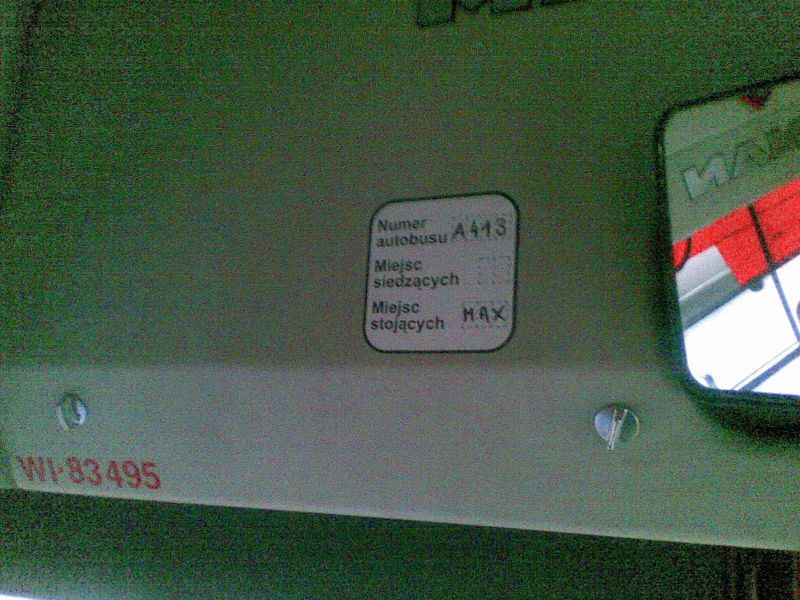 Numer
autobusu A413
Miejsc
siedzących
Miejsc
stojących MAX
WI-83495